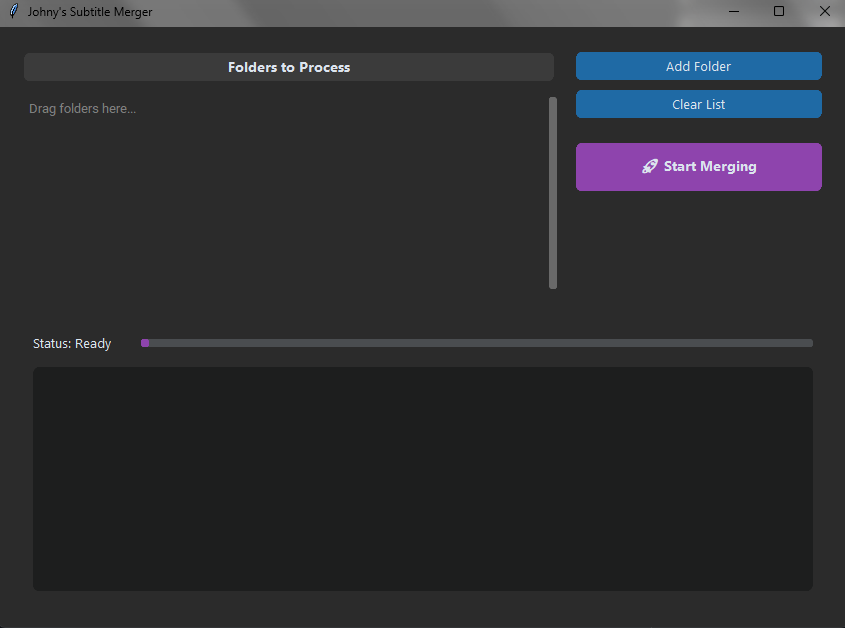 Johny's Subtitle Merger
Folders to Process
Add Folder
Drag folders here...
Clear List
🚀 Start Merging
Status: Ready